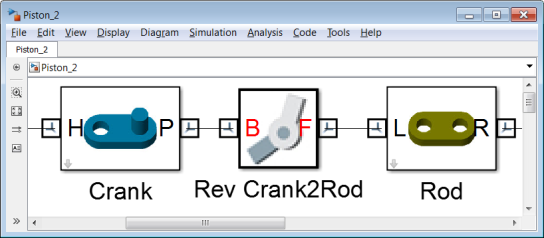 Piston_2
File Edit View Display Diagram Simulation Analysis Code Tools Help
Piston_2
Piston_2
H P B F L R
Crank Rev Crank2Rod Rod